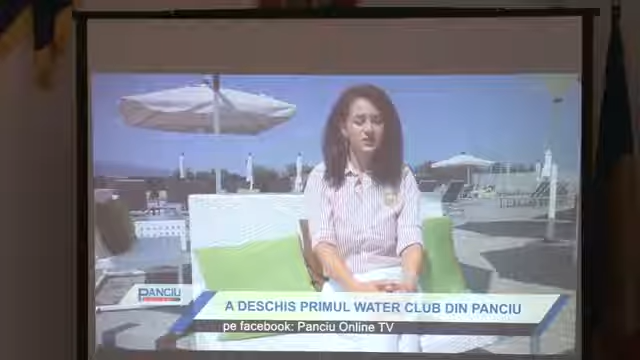 PANCIU
A DESCHIS PRIMUL WATER CLUB DIN PANCIU
pe facebook: Panciu Online TV